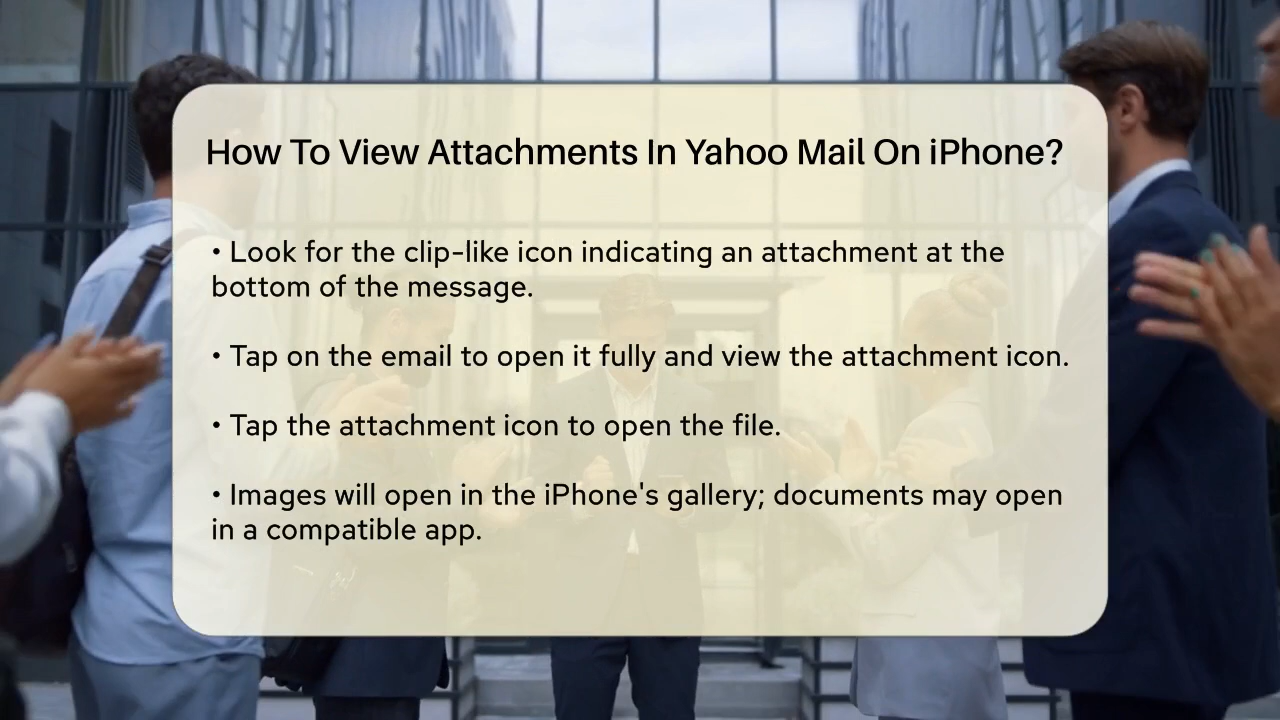 How To View Attachments In Yahoo Mail On iPhone?
• Look for the clip-like icon indicating an attachment at the
bottom of the message.
• Tap on the email to open it fully and view the attachment icon.
• Tap the attachment icon to open the file.
• Images will open in the iPhone's gallery; documents may open
in a compatible app.